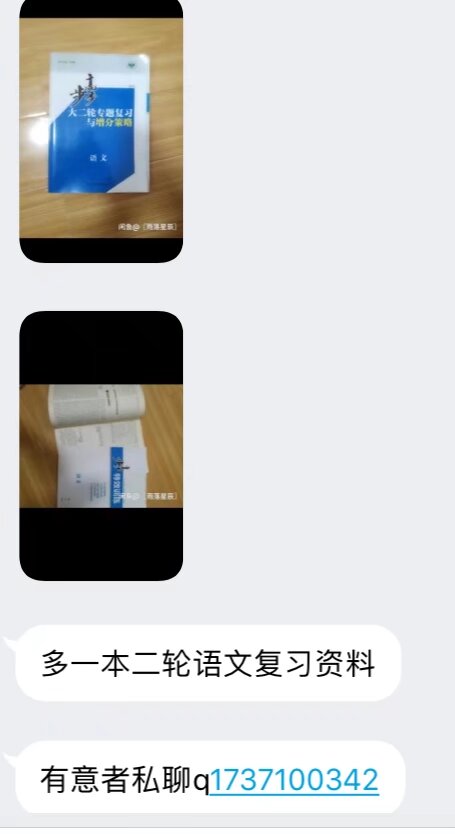 步步高
大二轮专题复习
与增分策略
语文
闲鱼@〔雨落星辰〕
闲鱼@〔雨落星辰〕
多一本二轮语文复习资料
有意者私聊q1737100342